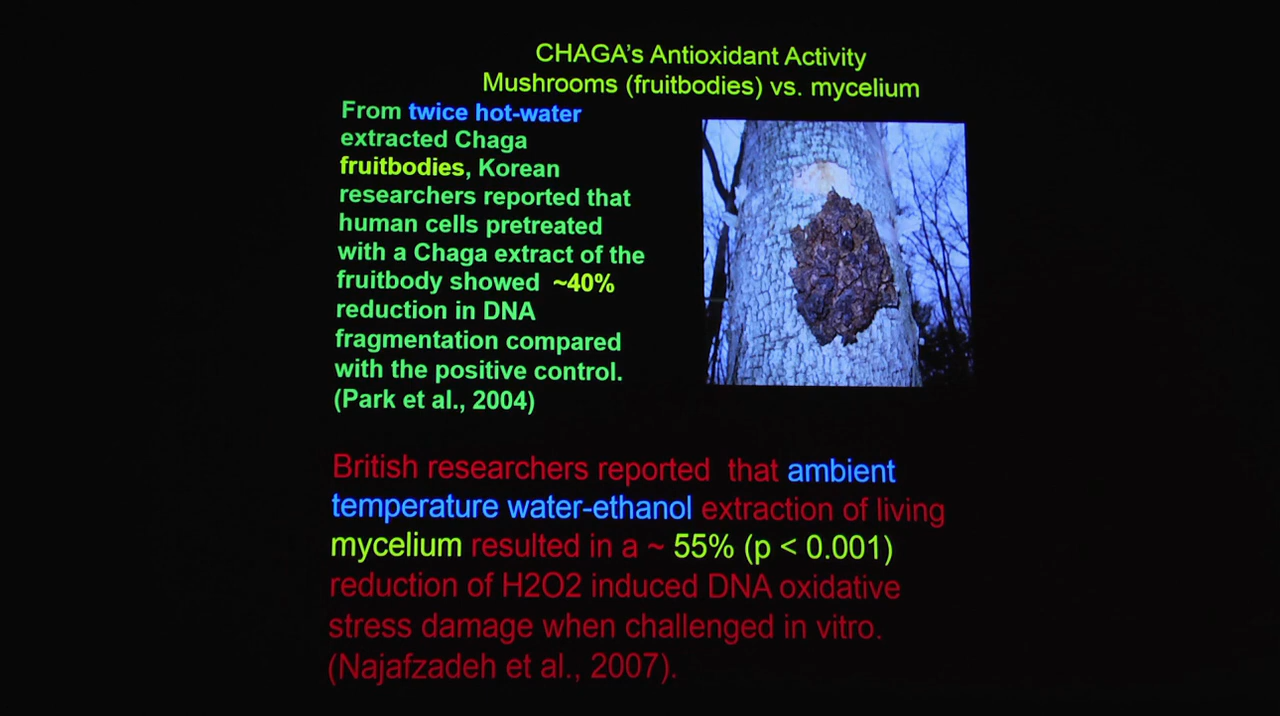 CHAGA's Antioxidant Activity
Mushrooms (fruitbodies) vs. mycelium
From twice hot-water
extracted Chaga
fruitbodies, Korean
researchers reported that
human cells pretreated
with a Chaga extract of the
fruitbody showed ~40%
reduction in DNA
fragmentation compared
with the positive control.
(Park et al., 2004)
British researchers reported that ambient
temperature water-ethanol extraction of living
mycelium resulted in a ~ 55% (p < 0.001)
reduction of H2O2 induced DNA oxidative
stress damage when challenged in vitro.
(Najafzadeh et al., 2007).